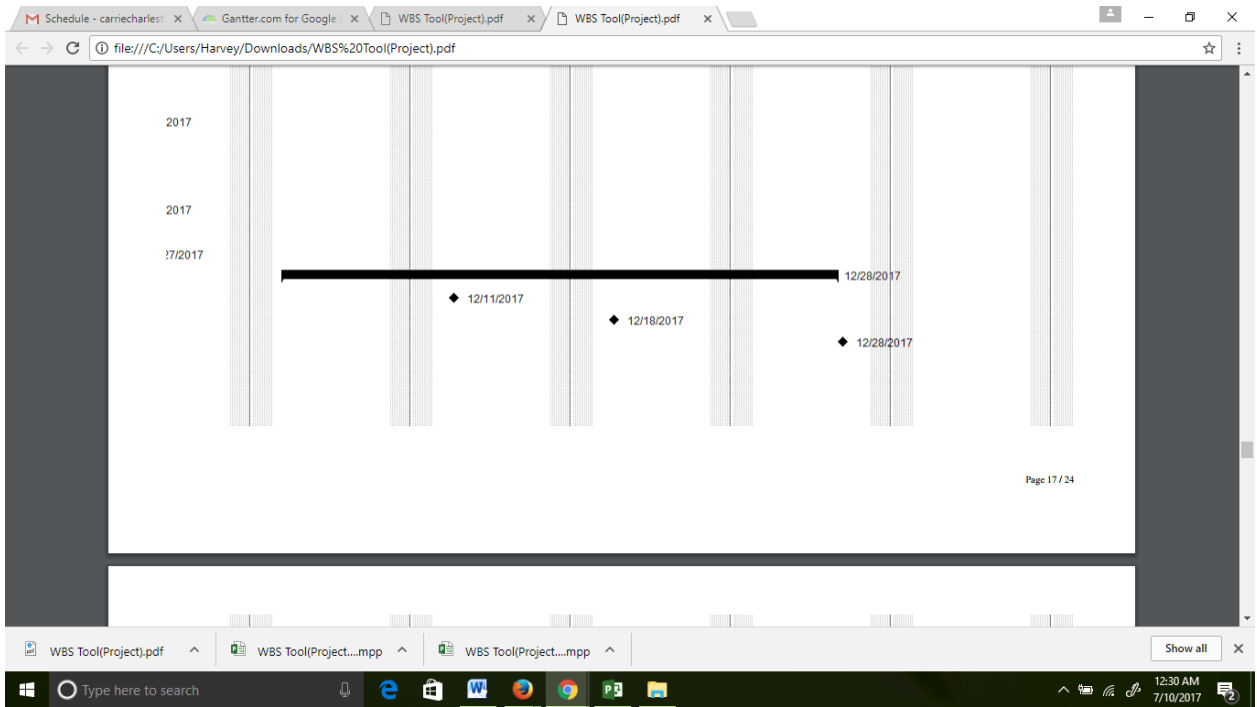 Schedule - carriecharlest
Gantter.com for Google
WBS Tool(Project).pdf
WBS Tool(Project).pdf
file:///C:/Users/Harvey/Downloads/WBS%20Tool(Project).pdf
2017
2017
27/2017
12/28/2017
12/11/2017
12/18/2017
12/28/2017
Page 17 / 24
WBS Tool(Project).pdf
WBS Tool(Project....mpp
WBS Tool(Project....mpp
Show all
Type here to search
12:30 AM
7/10/2017
2